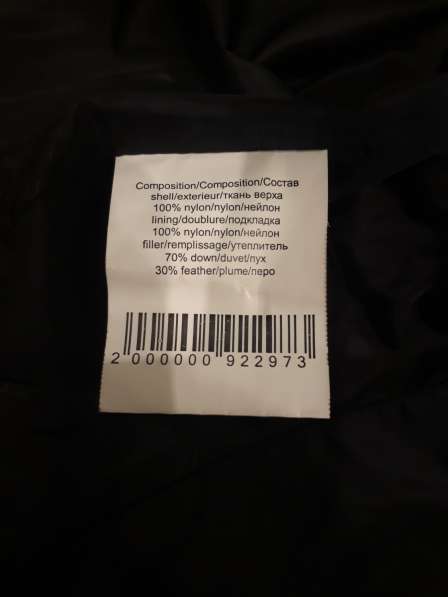 Composition/Composition/Состав
shell/exterieur/ткань верха
100% nylon/nylon/нейлон
lining/doublure/подкладка
100% nylon/nylon/нейлон
filler/remplissage/утеплитель
70% down/duvet/пух
30% feather/plume/перо
2 000000 922973